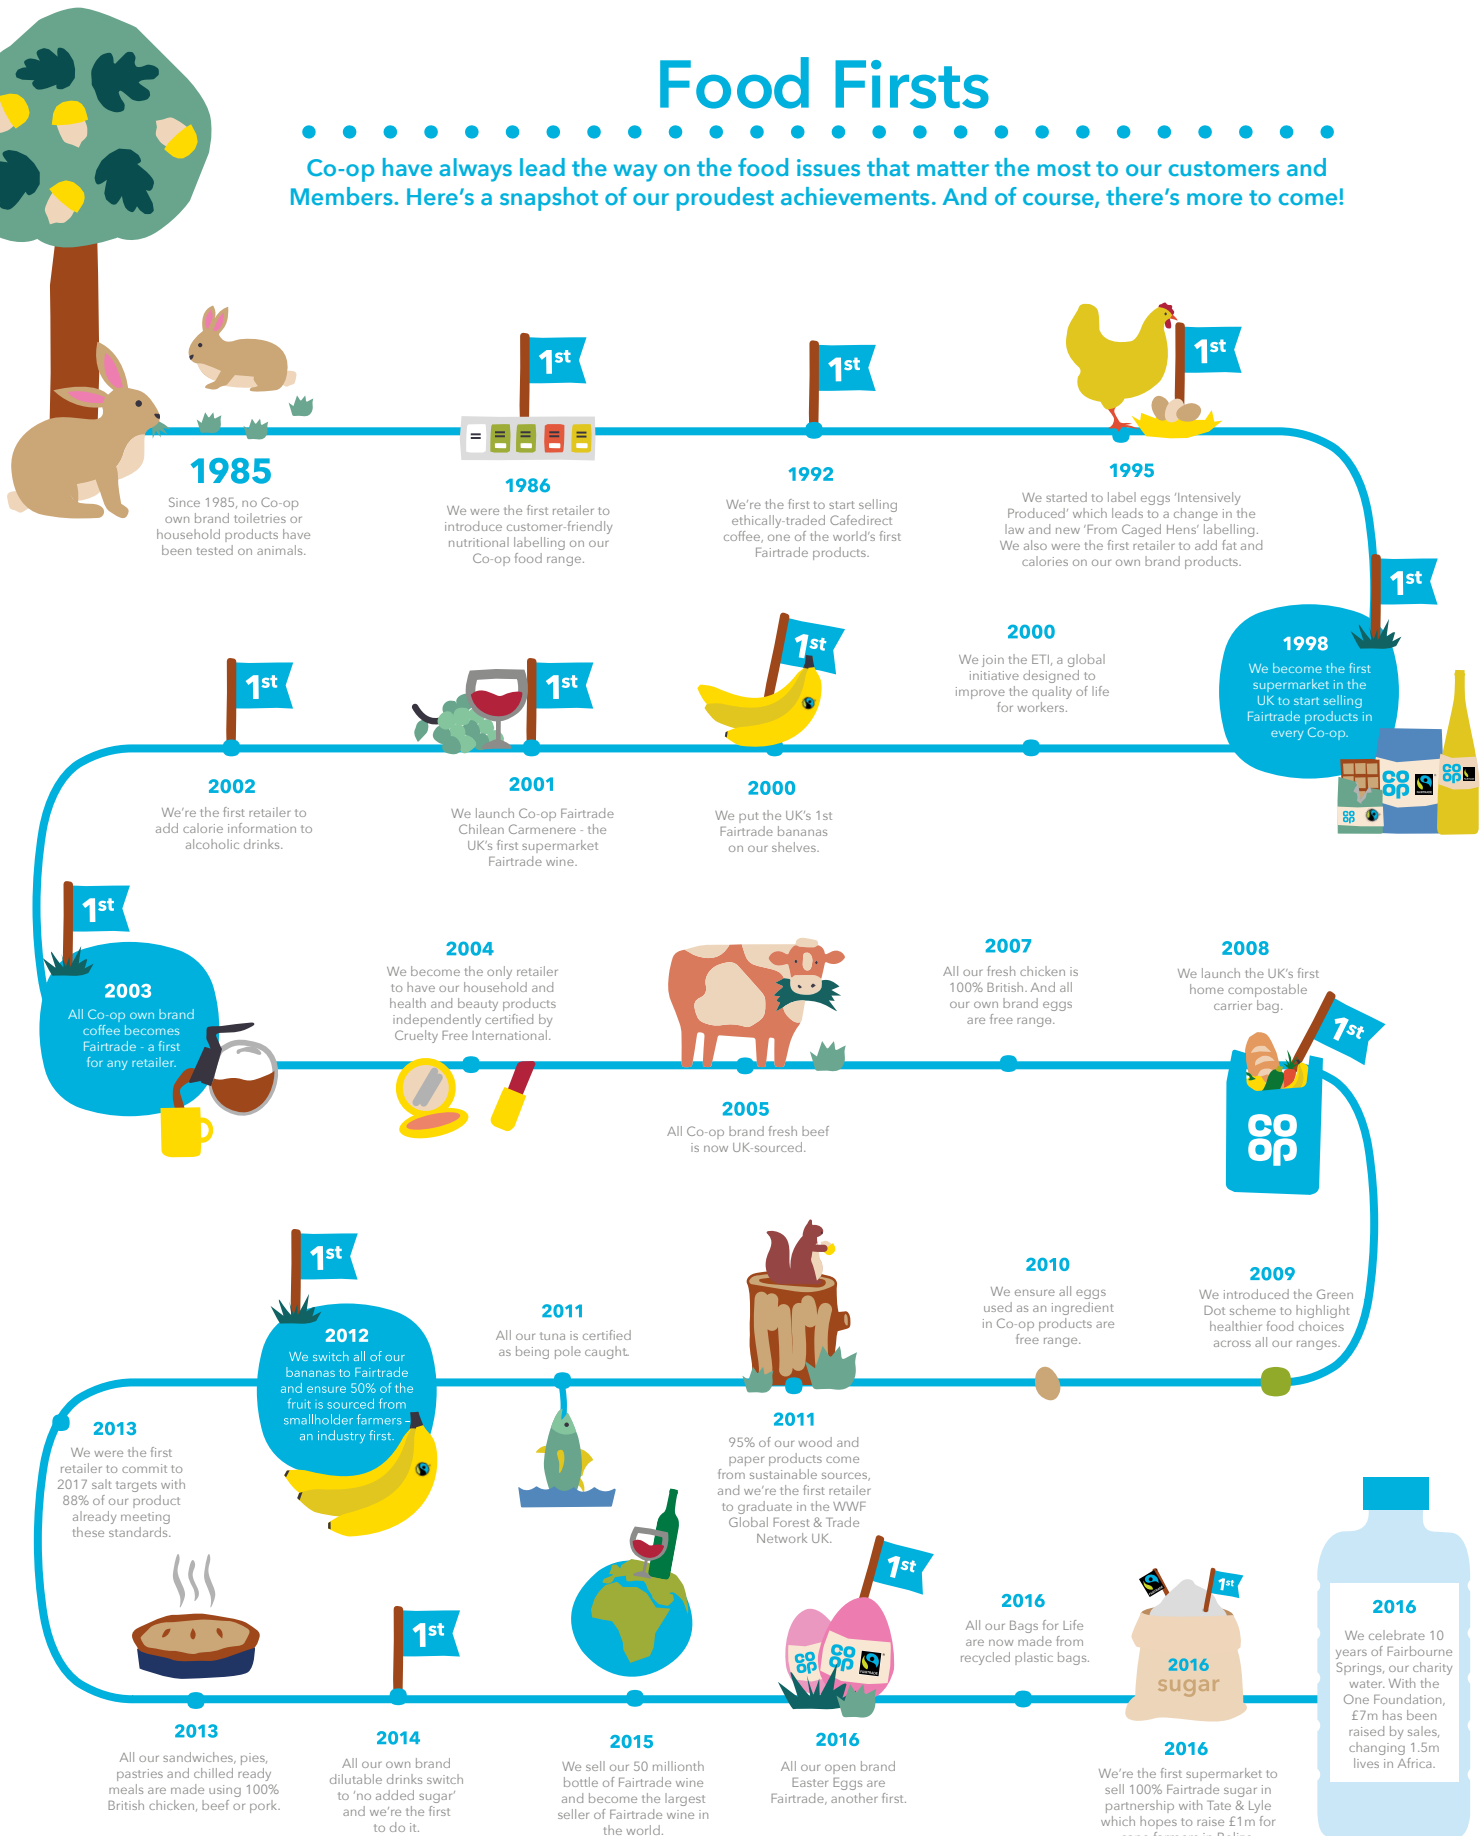 Food Firsts
Co-op have always lead the way on the food issues that matter the most to our customers and
Members. Here's a snapshot of our proudest achievements. And of course, there's more to come!
1985
Since 1985, no Co-op
own brand toiletries or
household products have
been tested on animals.
1st
1986
We were the first retailer to
introduce customer-friendly
nutritional labelling on our
Co-op food range.
1st
1992
We're the first to start selling
ethically-traded Cafedirect
coffee, one of the world's first
Fairtrade products.
1st
1995
We started to label eggs 'Intensively
Produced' which leads to a change in the
law and new 'From Caged Hens' labelling.
We also were the first retailer to add fat and
calories on our own brand products.
1st
1998
We become the first
supermarket in the
UK to start selling
Fairtrade products in
every Co-op.
CO
OP
CO
OP
CO
OP
2000
We join the ETI, a global
initiative designed to
improve the quality of life
for workers.
1st
2000
We put the UK's 1st
Fairtrade bananas
on our shelves.
1st
2001
We launch Co-op Fairtrade
Chilean Carmenere - the
UK's first supermarket
Fairtrade wine.
1st
2002
We're the first retailer to
add calorie information to
alcoholic drinks.
1st
2003
All Co-op own brand
coffee becomes
Fairtrade - a first
for any retailer.
2004
We become the only retailer
to have our household and
health and beauty products
independently certified by
Cruelty Free International.
2005
All Co-op brand fresh beef
is now UK-sourced.
2007
All our fresh chicken is
100% British. And all
our own brand eggs
are free range.
2008
We launch the UK's first
home compostable
carrier bag.
1st
CO
OP
2009
We introduced the Green
Dot scheme to highlight
healthier food choices
across all our ranges.
2010
We ensure all eggs
used as an ingredient
in Co-op products are
free range.
2011
95% of our wood and
paper products come
from sustainable sources,
and we're the first retailer
to graduate in the WWF
Global Forest & Trade
Network UK.
2011
All our tuna is certified
as being pole caught.
1st
2012
We switch all of our
bananas to Fairtrade
and ensure 50% of the
fruit is sourced from
smallholder farmers –
an industry first.
2013
We were the first
retailer to commit to
2017 salt targets with
88% of our product
already meeting
these standards.
2013
All our sandwiches, pies,
pastries and chilled ready
meals are made using 100%
British chicken, beef or pork.
1st
2014
All our own brand
dilutable drinks switch
to 'no added sugar'
and we're the first
to do it.
2015
We sell our 50 millionth
bottle of Fairtrade wine
and become the largest
seller of Fairtrade wine in
the world.
1st
CO
OP
CO
OP
FAIRTRADE
2016
All our open brand
Easter Eggs are
Fairtrade, another first.
2016
All our Bags for Life
are now made from
recycled plastic bags.
1st
2016
sugar
2016
We're the first supermarket to
sell 100% Fairtrade sugar in
partnership with Tate & Lyle
which hopes to raise £1m for
2016
We celebrate 10
years of Fairbourne
Springs, our charity
water. With the
One Foundation,
£7m has been
raised by sales,
changing 1.5m
lives in Africa.